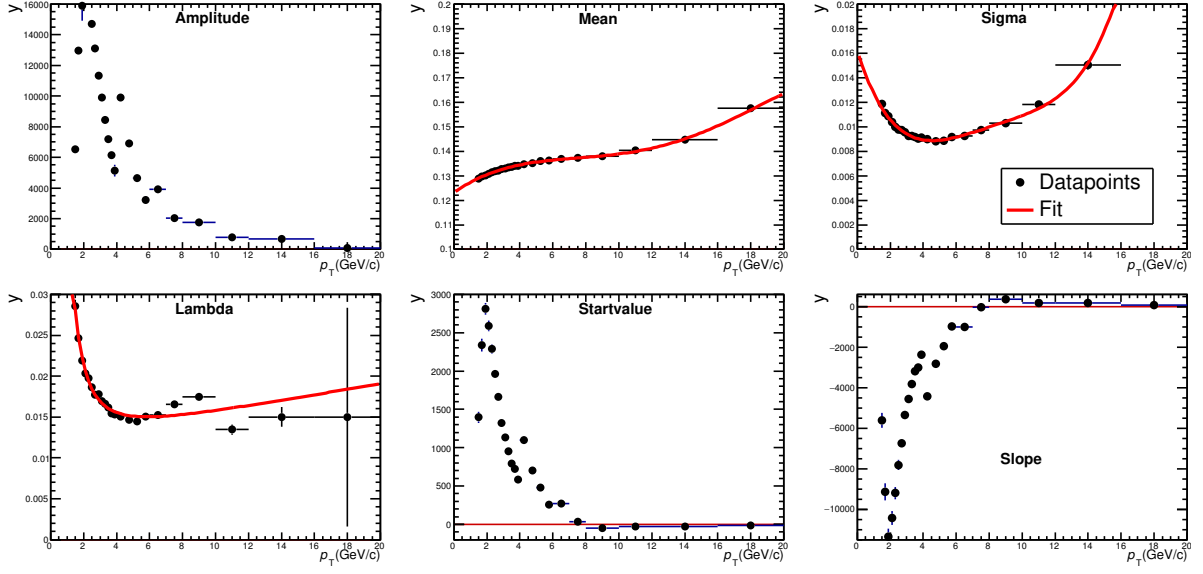 y Amplitude
16000
14000
12000
10000
8000
6000
4000
2000
0
0 2 4 6 8 10 12 14 16 18 20
p_T(GeV/c)
y Mean
0.2
0.19
0.18
0.17
0.16
0.15
0.14
0.13
0.12
0.11
0.1
0 2 4 6 8 10 12 14 16 18 20
p_T(GeV/c)
y Sigma
0.02
0.018
0.016
0.014
0.012
0.01
0.008
0.006
0.004
0.002
0
Datapoints
Fit
0 2 4 6 8 10 12 14 16 18 20
p_T(GeV/c)
y Lambda
0.03
0.025
0.02
0.015
0.01
0.005
0
0 2 4 6 8 10 12 14 16 18 20
p_T(GeV/c)
y Startvalue
3000
2500
2000
1500
1000
500
0
0 2 4 6 8 10 12 14 16 18 20
p_T(GeV/c)
y
0
−2000
−4000
−6000
−8000
−10000
Slope
0 2 4 6 8 10 12 14 16 18 20
p_T(GeV/c)